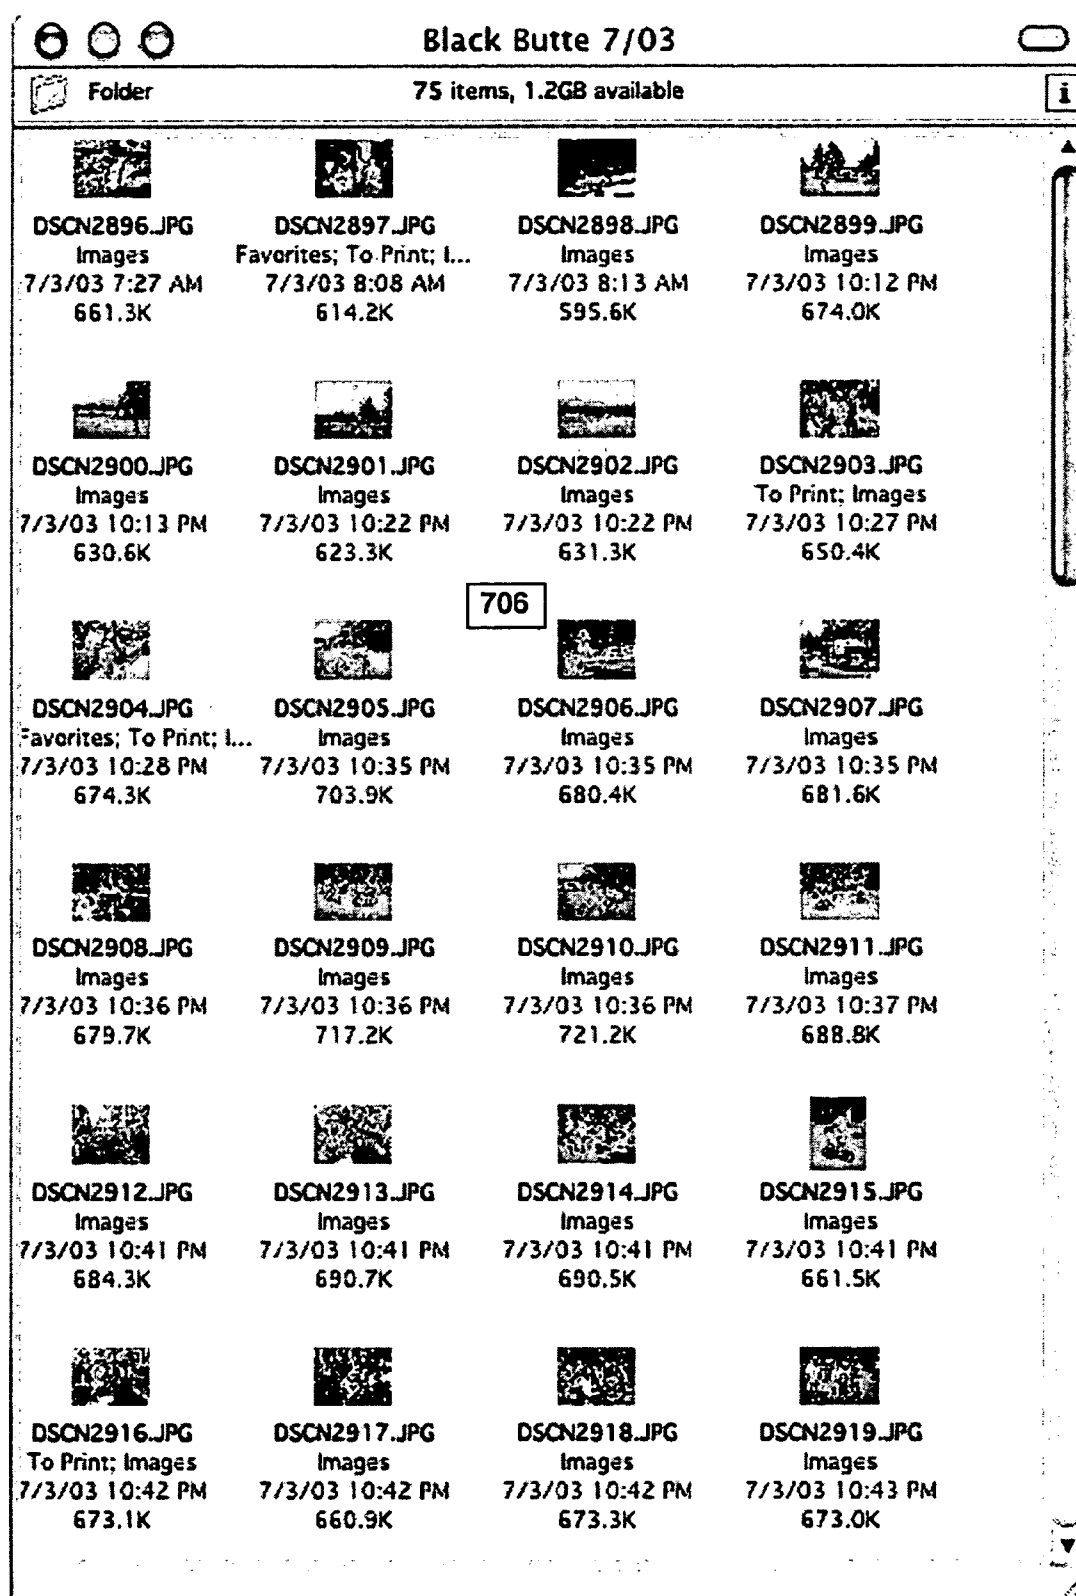 Black Butte 7/03
Folder 75 items, 1.2GB available i
DSCN2896.JPG DSCN2897.JPG DSCN2898.JPG DSCN2899.JPG
Images Favorites; To Print; I... Images Images
7/3/03 7:27 AM 7/3/03 8:08 AM 7/3/03 8:13 AM 7/3/03 10:12 PM
661.3K 614.2K 595.6K 674.0K
DSCN2900.JPG DSCN2901.JPG DSCN2902.JPG DSCN2903.JPG
Images Images Images To Print; Images
7/3/03 10:13 PM 7/3/03 10:22 PM 7/3/03 10:22 PM 7/3/03 10:27 PM
630.6K 623.3K 631.3K 650.4K
706
DSCN2904.JPG DSCN2905.JPG DSCN2906.JPG DSCN2907.JPG
Favorites; To Print; I... Images Images Images
7/3/03 10:28 PM 7/3/03 10:35 PM 7/3/03 10:35 PM 7/3/03 10:35 PM
674.3K 703.9K 680.4K 681.6K
DSCN2908.JPG DSCN2909.JPG DSCN2910.JPG DSCN2911.JPG
Images Images Images Images
7/3/03 10:36 PM 7/3/03 10:36 PM 7/3/03 10:36 PM 7/3/03 10:37 PM
679.7K 717.2K 721.2K 688.8K
DSCN2912.JPG DSCN2913.JPG DSCN2914.JPG DSCN2915.JPG
Images Images Images Images
7/3/03 10:41 PM 7/3/03 10:41 PM 7/3/03 10:41 PM 7/3/03 10:41 PM
684.3K 690.7K 690.5K 661.5K
DSCN2916.JPG DSCN2917.JPG DSCN2918.JPG DSCN2919.JPG
To Print; Images Images Images Images
7/3/03 10:42 PM 7/3/03 10:42 PM 7/3/03 10:42 PM 7/3/03 10:43 PM
673.1K 660.9K 673.3K 673.0K